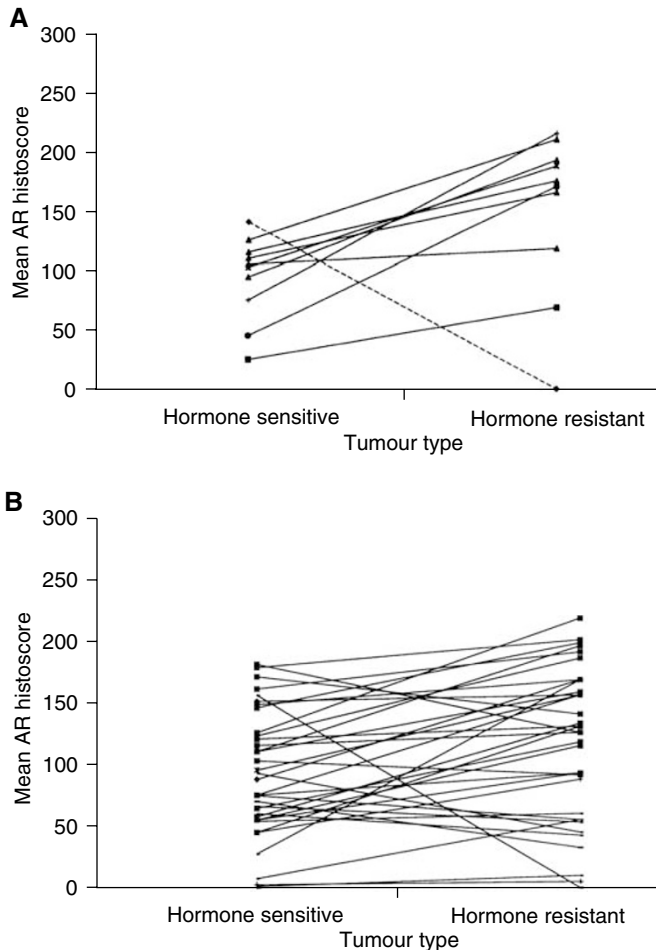 A
300
250
200
150
100
50
0
Mean AR histoscore
Hormone sensitive
Hormone resistant
Tumour type
B
300
250
200
150
100
50
0
Mean AR histoscore
Hormone sensitive
Hormone resistant
Tumour type